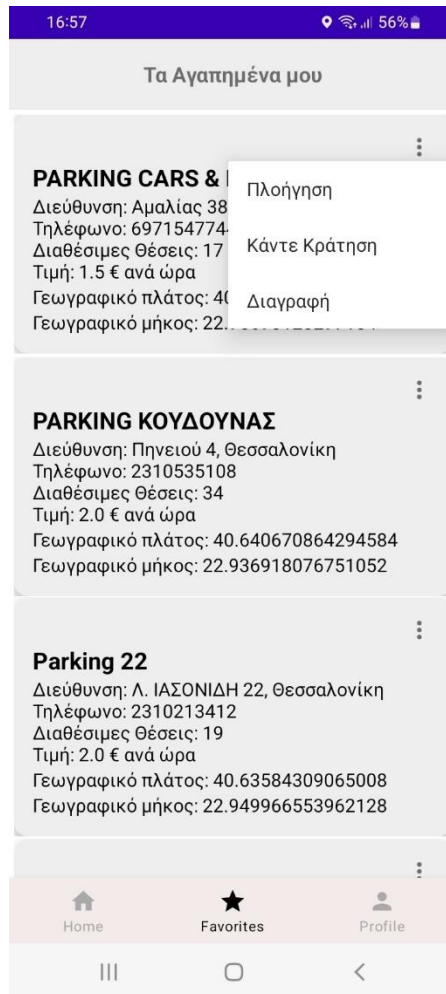 16:57
56%
Τα Αγαπημένα μου
PARKING CARS &
Διεύθυνση: Αμαλίας 38
Τηλέφωνο: 697154774
Διαθέσιμες Θέσεις: 17
Τιμή: 1.5 € ανά ώρα
Γεωγραφικό πλάτος: 40
Γεωγραφικό μήκος: 22.
Πλοήγηση
Κάντε Κράτηση
Διαγραφή
PARKING ΚΟΥΔΟΥΝΑΣ
Διεύθυνση: Πηνειού 4, Θεσσαλονίκη
Τηλέφωνο: 2310535108
Διαθέσιμες Θέσεις: 34
Τιμή: 2.0 € ανά ώρα
Γεωγραφικό πλάτος: 40.640670864294584
Γεωγραφικό μήκος: 22.936918076751052
Parking 22
Διεύθυνση: Λ. ΙΑΣΟΝΙΔΗ 22, Θεσσαλονίκη
Τηλέφωνο: 2310213412
Διαθέσιμες Θέσεις: 19
Τιμή: 2.0 € ανά ώρα
Γεωγραφικό πλάτος: 40.63584309065008
Γεωγραφικό μήκος: 22.949966553962128
Home
Favorites
Profile